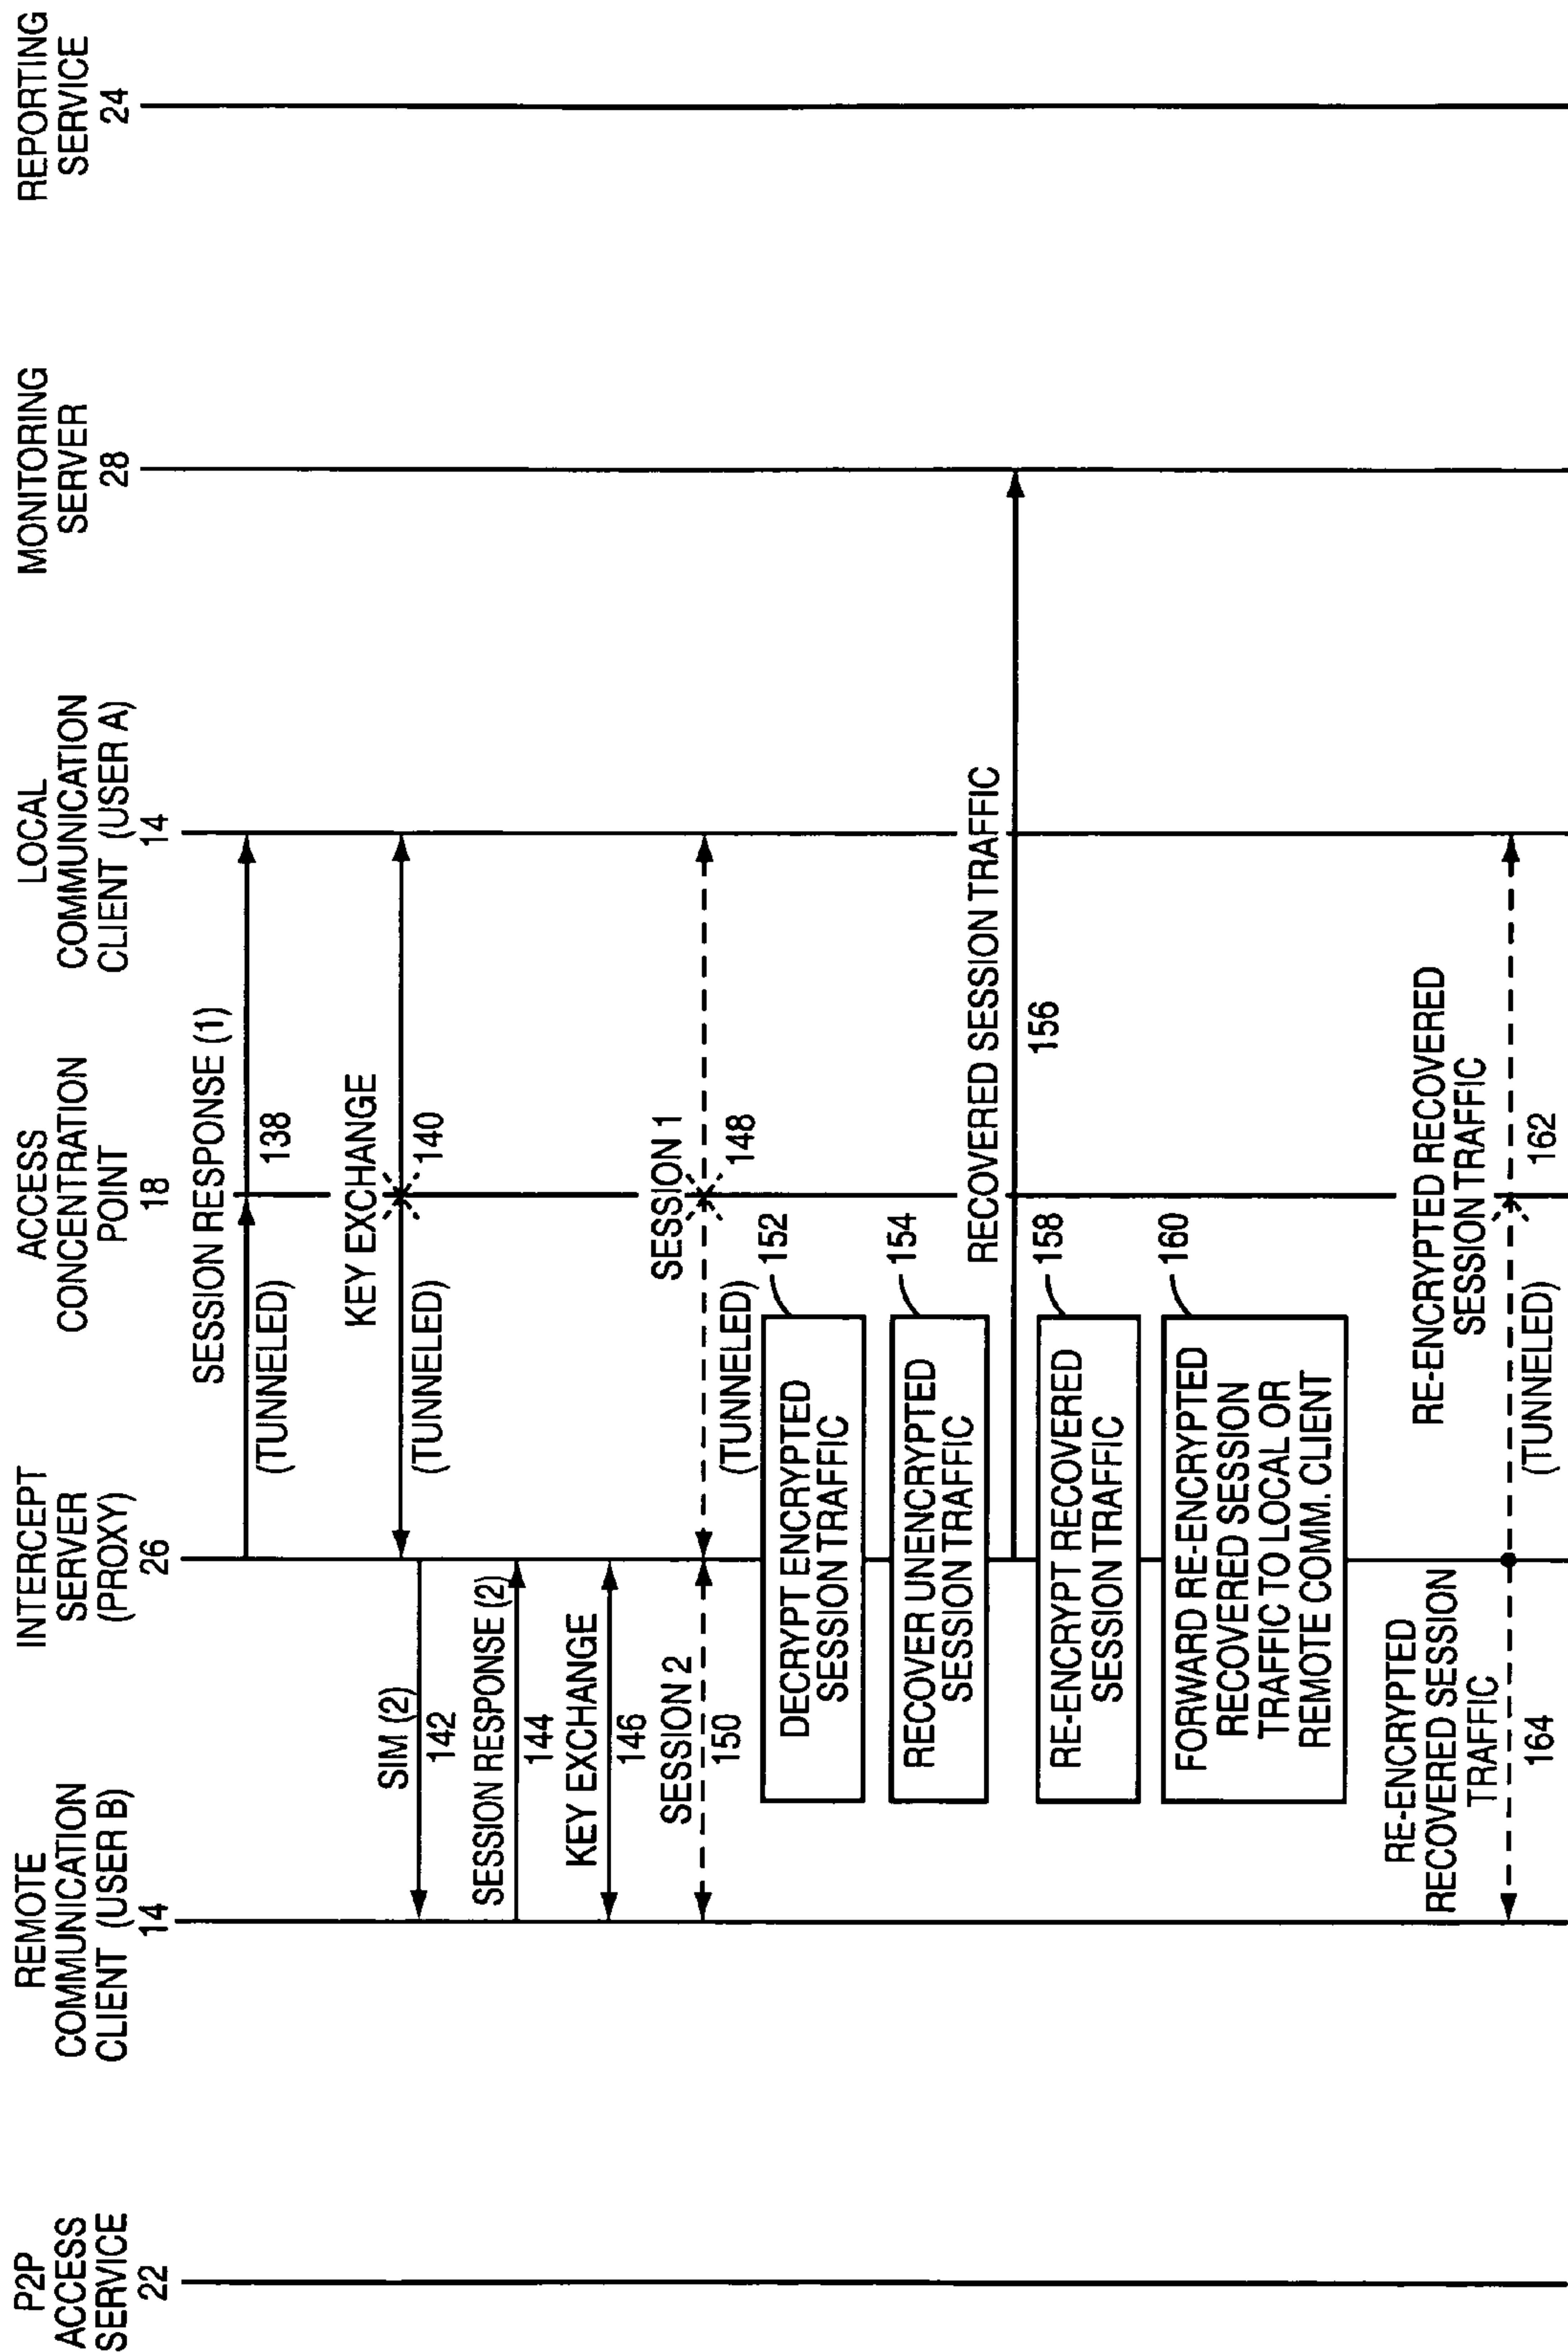 P2P
ACCESS
SERVICE
22
REMOTE
COMMUNICATION
CLIENT (USER B)
14
INTERCEPT
SERVER
(PROXY)
26
ACCESS
CONCENTRATION
POINT
18
LOCAL
COMMUNICATION
CLIENT (USER A)
14
MONITORING
SERVER
28
REPORTING
SERVICE
24
SESSION RESPONSE (1)
(TUNNELED)
138
KEY EXCHANGE
(TUNNELED)
140
SIM (2)
142
SESSION RESPONSE (2)
144
KEY EXCHANGE
146
SESSION 1
(TUNNELED)
148
SESSION 2
150
DECRYPT ENCRYPTED
SESSION TRAFFIC
152
RECOVER UNENCRYPTED
SESSION TRAFFIC
154
RECOVERED SESSION TRAFFIC
156
RE-ENCRYPT RECOVERED
SESSION TRAFFIC
158
FORWARD RE-ENCRYPTED
RECOVERED SESSION
TRAFFIC TO LOCAL OR
REMOTE COMM. CLIENT
160
RE-ENCRYPTED RECOVERED
SESSION TRAFFIC
(TUNNELED)
162
RE-ENCRYPTED
RECOVERED SESSION
TRAFFIC
164